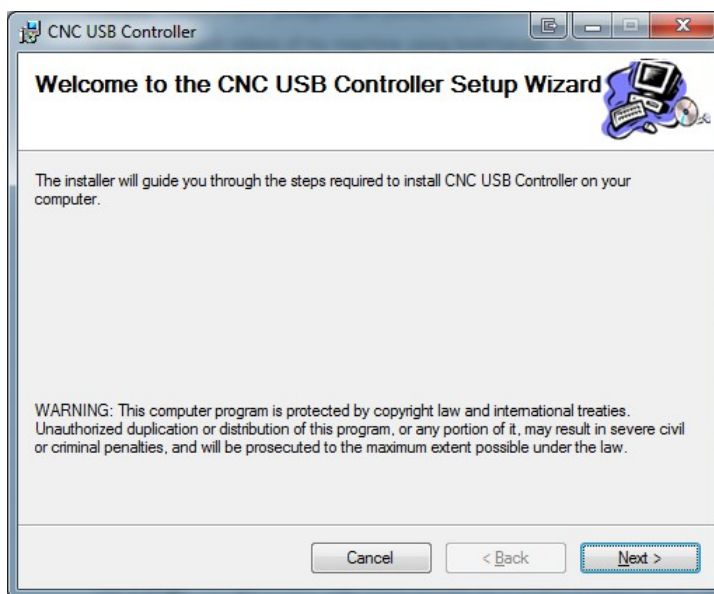 CNC USB Controller
Welcome to the CNC USB Controller Setup Wizard
The installer will guide you through the steps required to install CNC USB Controller on your
computer.
WARNING: This computer program is protected by copyright law and international treaties.
Unauthorized duplication or distribution of this program, or any portion of it, may result in severe civil
or criminal penalties, and will be prosecuted to the maximum extent possible under the law.
Cancel < Back Next >